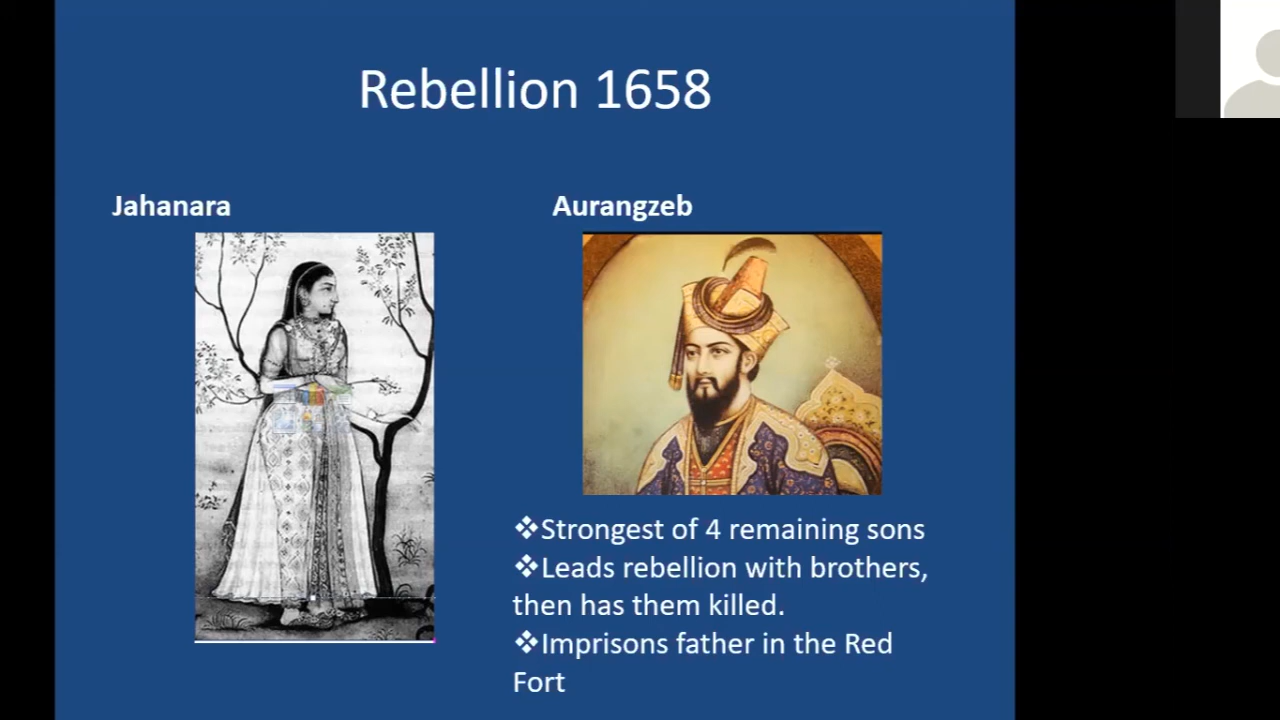 Rebellion 1658
Jahanara
Aurangzeb
❖Strongest of 4 remaining sons
❖Leads rebellion with brothers,
then has them killed.
❖Imprisons father in the Red
Fort